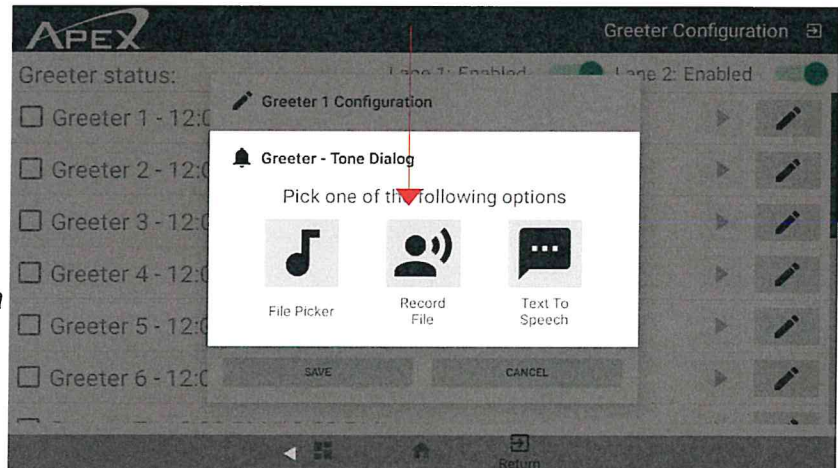 APEX
Greeter Configuration
Greeter status:
Lane 1: Enabled
Lane 2: Enabled
Greeter 1 Configuration
Greeter 1 - 12:0
Greeter - Tone Dialog
Greeter 2 - 12:0
Pick one of the following options
Greeter 3 - 12:0
Greeter 4 - 12:0
File Picker
Record
File
Text To
Speech
Greeter 5 - 12:0
Greeter 6 - 12:0
SAVE
CANCEL
Return